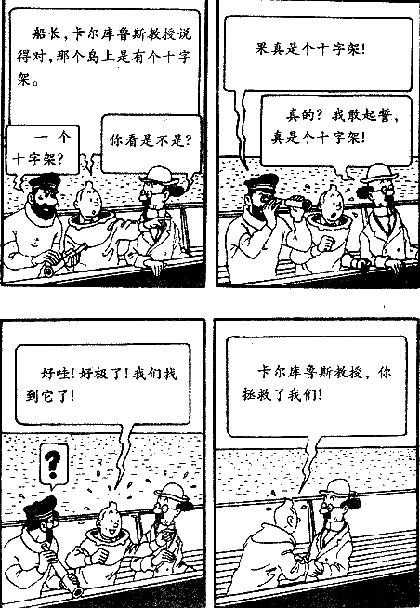 船长，卡尔库鲁斯教授说
得对，那个岛上是有个十字
架。
一个
十字架？
你看是不是？
果真是个十字架！
真的？我敢起誓，
真是个十字架！
好哇！好极了！我们找
到它了！
?
卡尔库鲁斯教授，你
拯救了我们！